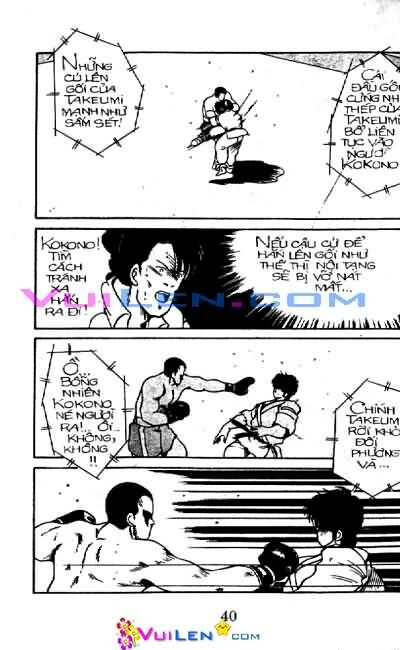 NHỮNG
CÚ LÊN
GỐI CỦA
TAKEUMI
MẠNH NHƯ
SẤM SÉT!
CÁI
ĐẦU GỐI
CỨNG NH
THÉP CỦA
TAKEUMI
BỔ LIÊN
TỤC VÀO
NGƯỜI
KOKONO
KOKONO!
TÌM
CÁCH
TRÁNH
XA
HẮN
RA ĐI!
NẾU CẬU CỨ ĐỂ
HẮN LÊN GỐI NHƯ
THẾ THÌ NỘI TẠNG
SẼ BỊ VỠ NÁT
MẤT...
VUILEN.COM
Ồ...
BỖNG
NHIÊN
KOKONO
NÉ NGƯỜI
RA!... ỒI
KHÔNG,
KHÔNG
!!
CHÍNH
TAKEUMI
RỜI KHỎ
ĐỐI
PHƯƠNG
VÀ...
40
VUILEN.COM